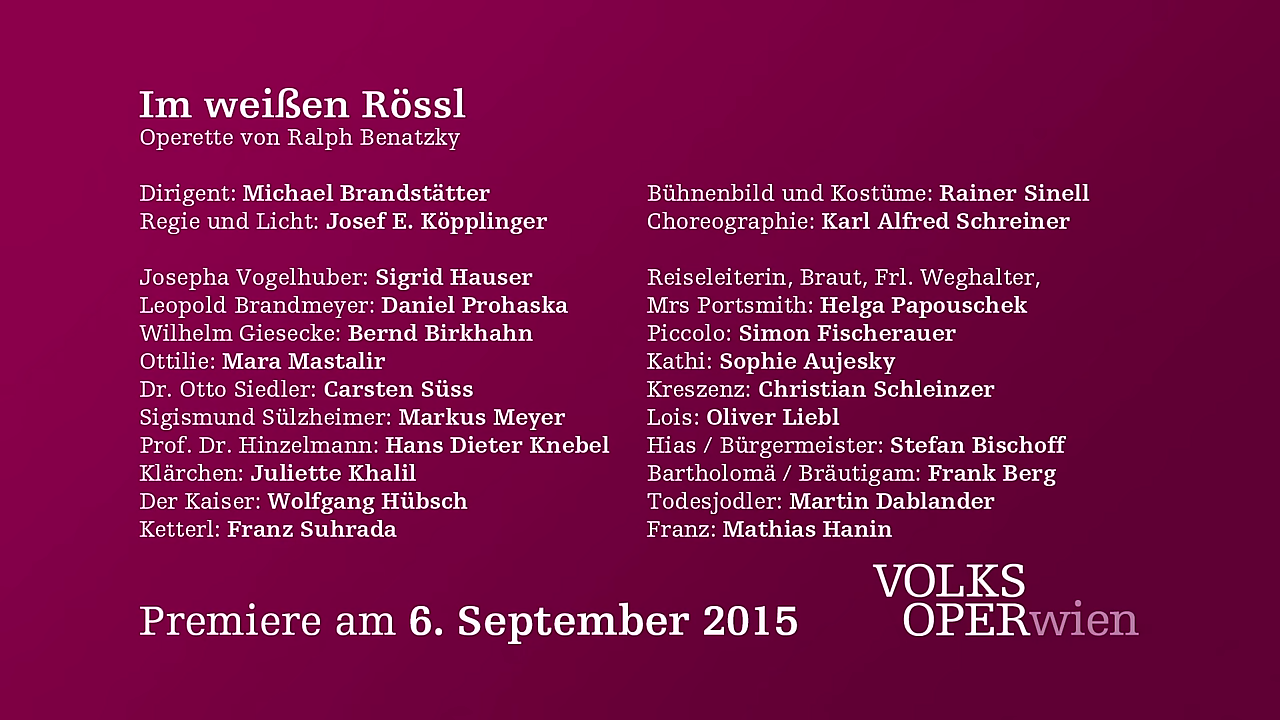 Im weißen Rössl
Operette von Ralph Benatzky
Dirigent: Michael Brandstätter
Regie und Licht: Josef E. Köpplinger
Bühnenbild und Kostüme: Rainer Sinell
Choreographie: Karl Alfred Schreiner
Josepha Vogelhuber: Sigrid Hauser
Leopold Brandmeyer: Daniel Prohaska
Wilhelm Giesecke: Bernd Birkhahn
Ottilie: Mara Mastalir
Dr. Otto Siedler: Carsten Süss
Sigismund Sülzheimer: Markus Meyer
Prof. Dr. Hinzelmann: Hans Dieter Knebel
Klärchen: Juliette Khalil
Der Kaiser: Wolfgang Hübsch
Ketterl: Franz Suhrada
Reiseleiterin, Braut, Frl. Weghalter,
Mrs Portsmith: Helga Papouschek
Piccolo: Simon Fischerauer
Kathi: Sophie Aujesky
Kreszenz: Christian Schleinzer
Lois: Oliver Liebl
Hias / Bürgermeister: Stefan Bischoff
Bartholomä / Bräutigam: Frank Berg
Todesjodler: Martin Dablander
Franz: Mathias Hanin
Premiere am 6. September 2015
VOLKS
OPERwien